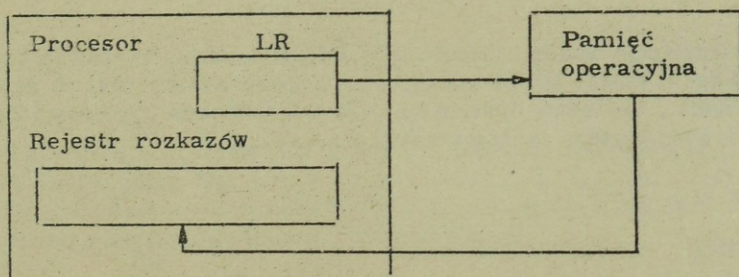 Procesor
LR
Pamięć
operacyjna
Rejestr rozkazów